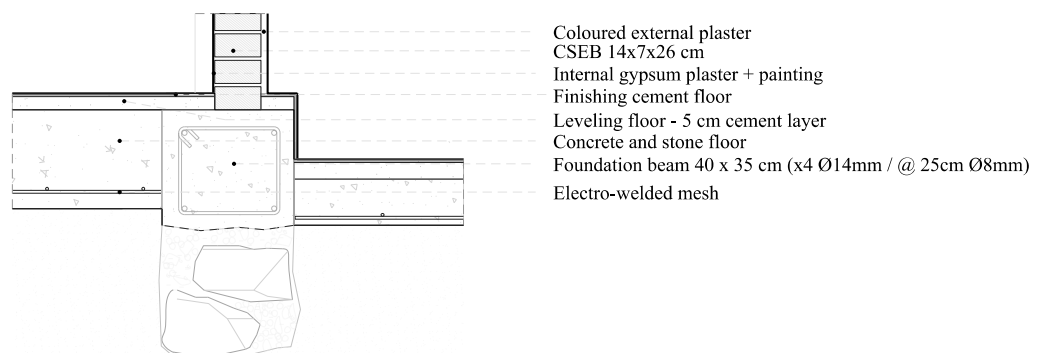 Coloured external plaster
CSEB 14x7x26 cm
Internal gypsum plaster + painting
Finishing cement floor
Leveling floor - 5 cm cement layer
Concrete and stone floor
Foundation beam 40 x 35 cm (x4 Ø14mm / @ 25cm Ø8mm)
Electro-welded mesh